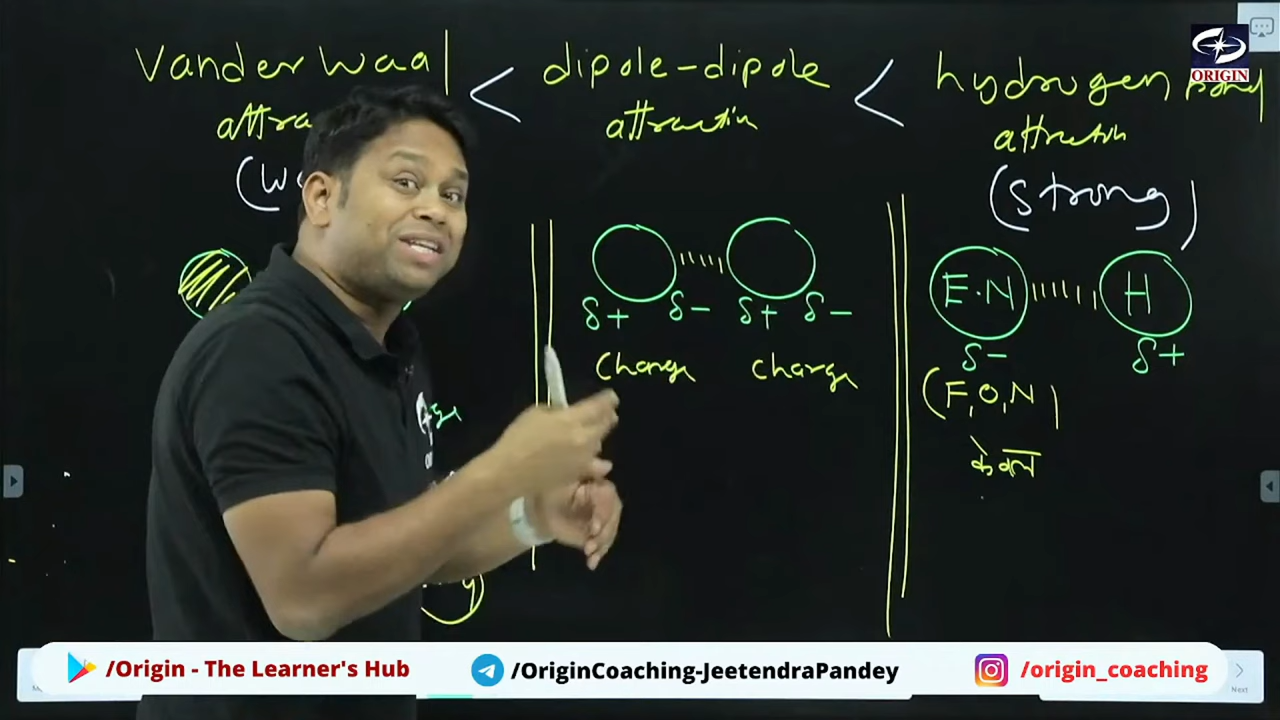 Vander Waal < dipole-dipole < hydrogen bond
attraction attraction
(strong)
E.N H
δ+ δ- δ+ δ- δ- δ+
charge charge
(F, O, N)
केवल
ORIGIN
/Origin - The Learner's Hub /OriginCoaching-JeetendraPandey /origin_coaching
Next